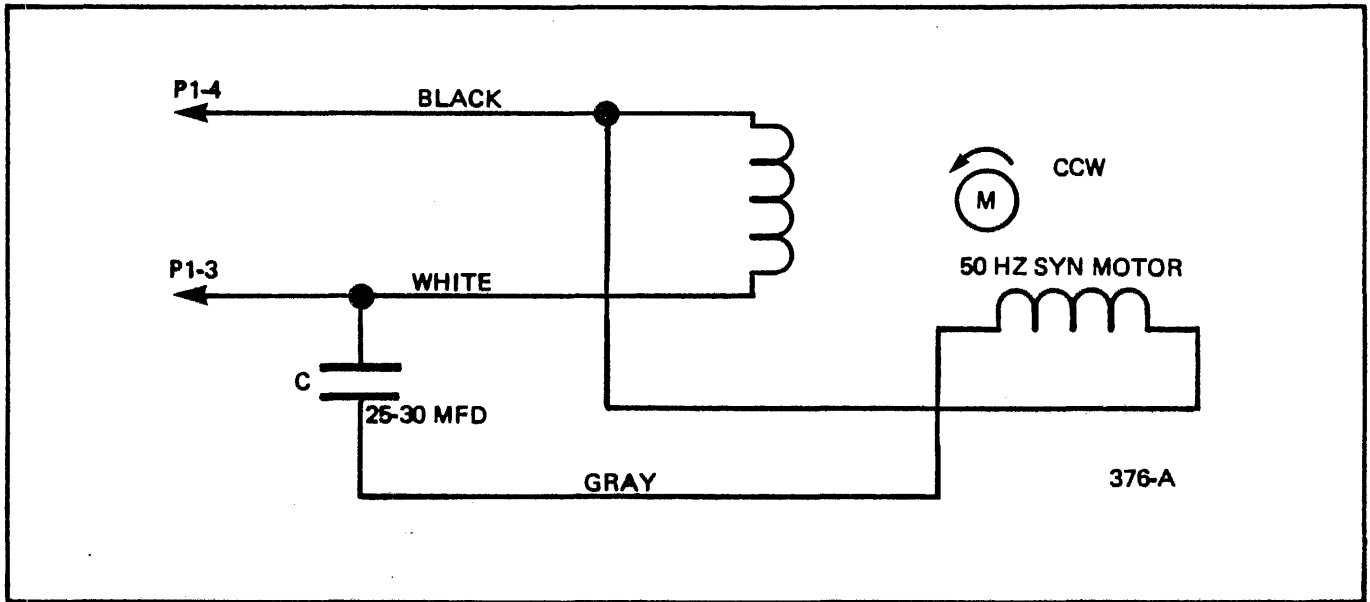 P1-4
BLACK
CCW
M
P1-3
WHITE
50 HZ SYN MOTOR
C
25-30 MFD
GRAY
376-A